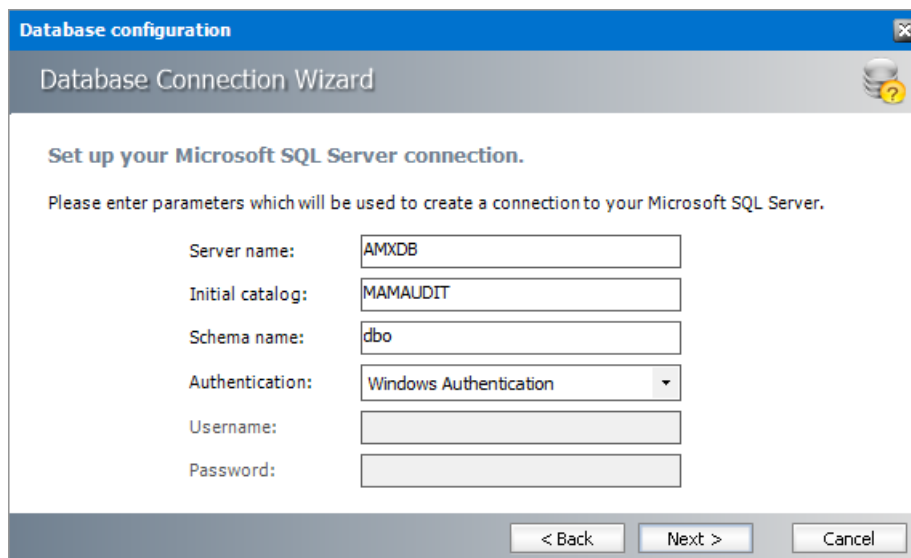 Database configuration
Database Connection Wizard
Set up your Microsoft SQL Server connection.
Please enter parameters which will be used to create a connection to your Microsoft SQL Server.
Server name: AMXDB
Initial catalog: MAMAUDIT
Schema name: dbo
Authentication: Windows Authentication
Username:
Password:
< Back Next > Cancel